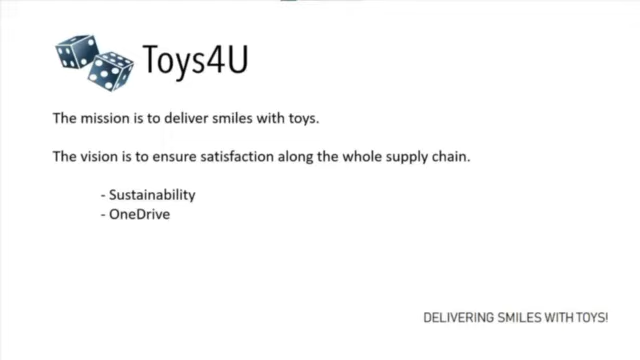 Toys4U
The mission is to deliver smiles with toys.
The vision is to ensure satisfaction along the whole supply chain.
- Sustainability
- OneDrive
DELIVERING SMILES WITH TOYS!